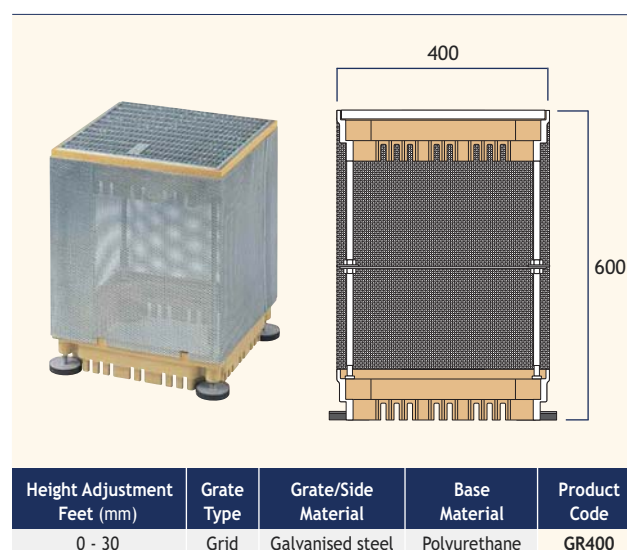 400
600
Height Adjustment Feet (mm) Grate Type Grate/Side Material Base Material Product Code
0 - 30 Grid Galvanised steel Polyurethane GR400